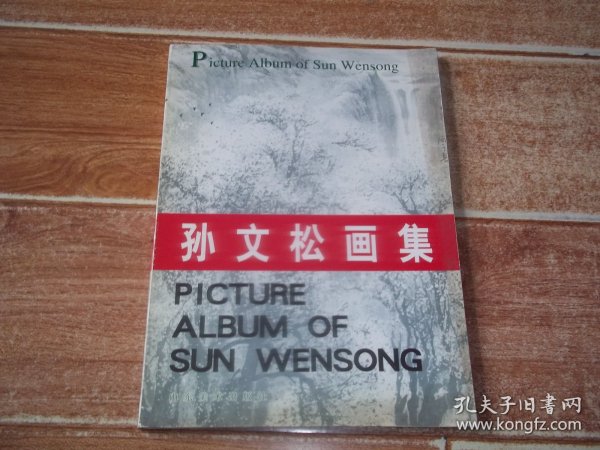 Picture Album of Sun Wensong
孙文松画集
PICTURE
ALBUM OF
SUN WENSONG
孔夫子旧书网
www.kongfz.com